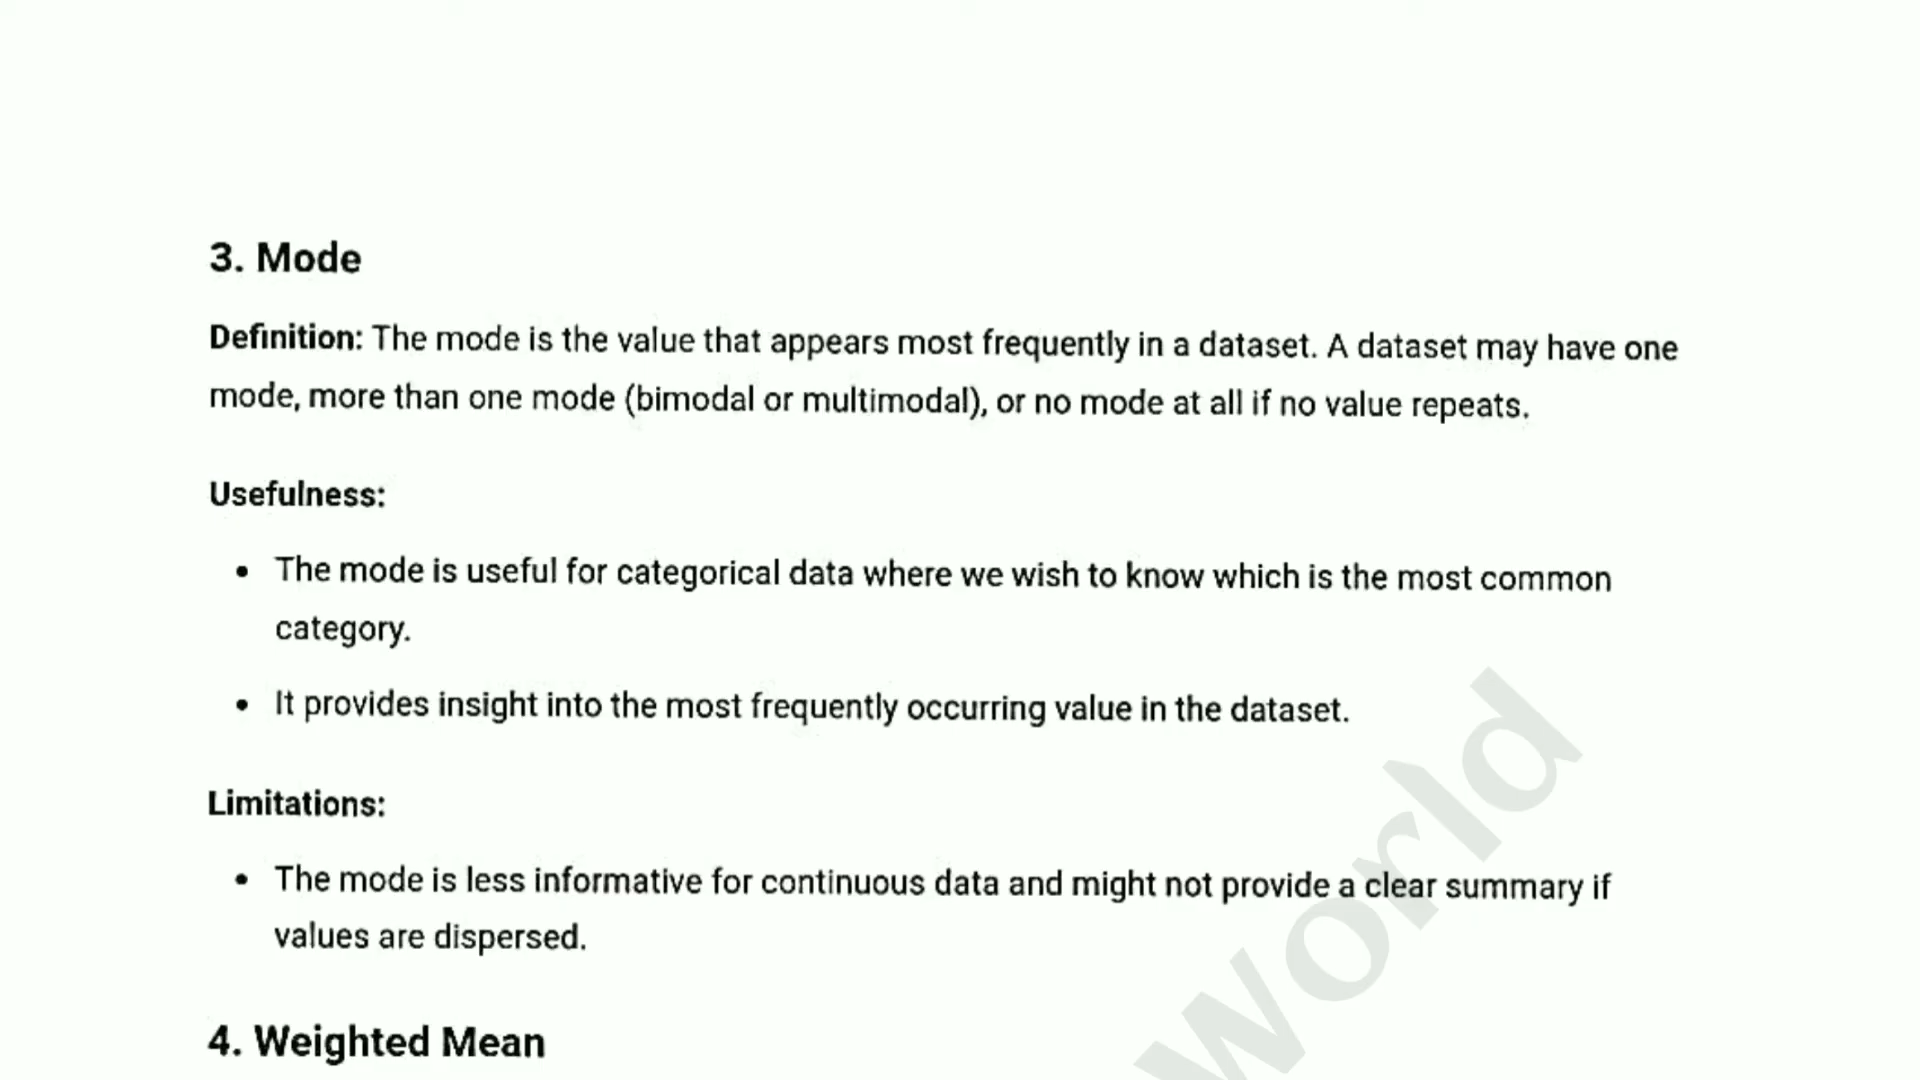 3. Mode
Definition: The mode is the value that appears most frequently in a dataset. A dataset may have one
mode, more than one mode (bimodal or multimodal), or no mode at all if no value repeats.
Usefulness:
• The mode is useful for categorical data where we wish to know which is the most common
category.
• It provides insight into the most frequently occurring value in the dataset.
Limitations:
• The mode is less informative for continuous data and might not provide a clear summary if
values are dispersed.
4. Weighted Mean
world